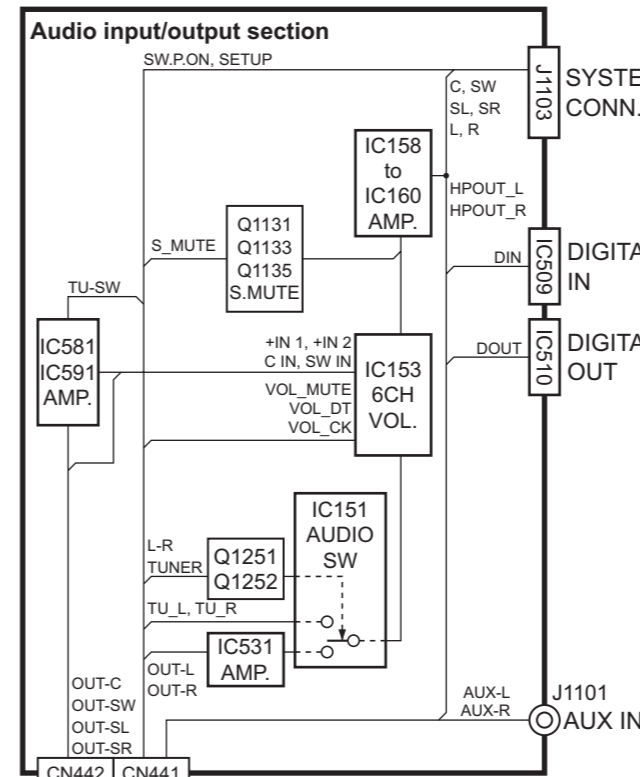 Audio input/output section
SW.P.ON, SETUP
J1103
SYSTE
CONN.
C, SW
SL, SR
L, R
IC158
to
IC160
AMP.
HPOUT_L
HPOUT_R
Q1131
Q1133
Q1135
S.MUTE
S_MUTE
DIN
IC509
DIGITA
IN
TU-SW
IC581
IC591
AMP.
+IN 1, +IN 2
C IN, SW IN
VOL_MUTE
VOL_DT
VOL_CK
IC153
6CH
VOL.
DOUT
IC510
DIGITA
OUT
IC151
AUDIO
SW
L-R
TUNER
Q1251
Q1252
TU_L, TU_R
IC531
AMP.
OUT-L
OUT-R
OUT-C
OUT-SW
OUT-SL
OUT-SR
AUX-L
AUX-R
J1101
AUX IN
CN442
CN441